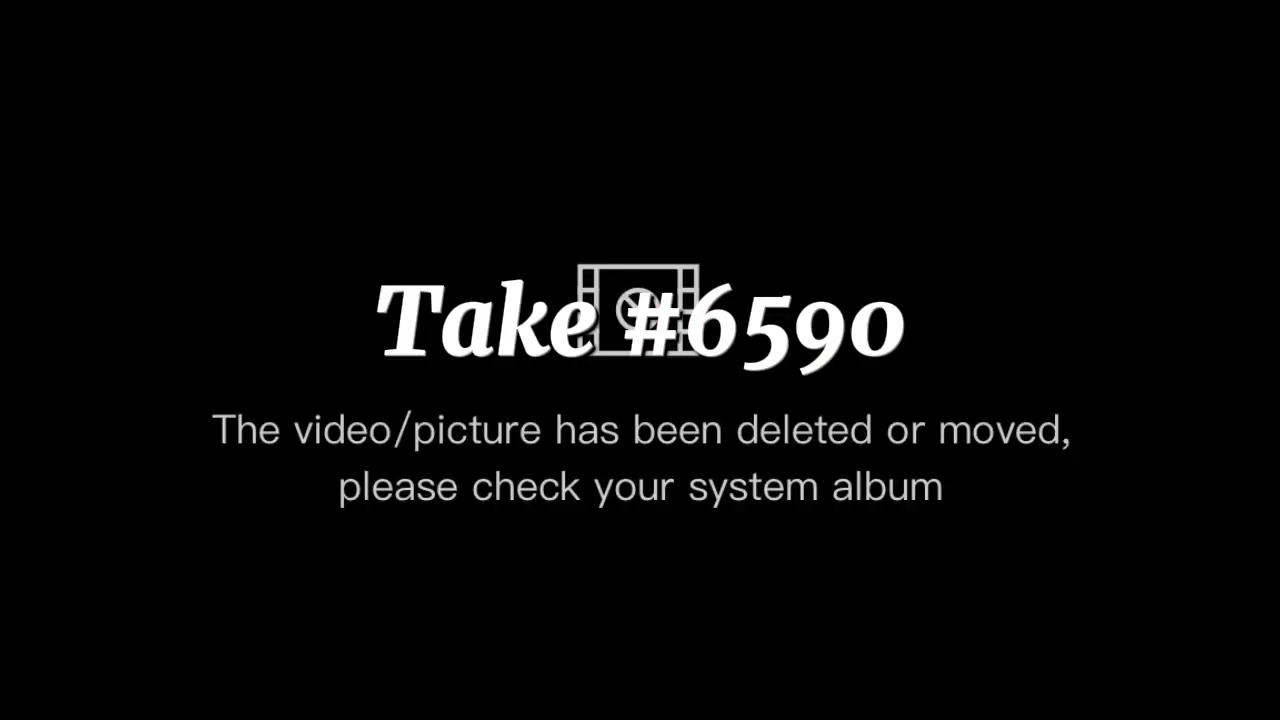 Take #6590
The video/picture has been deleted or moved,
please check your system album